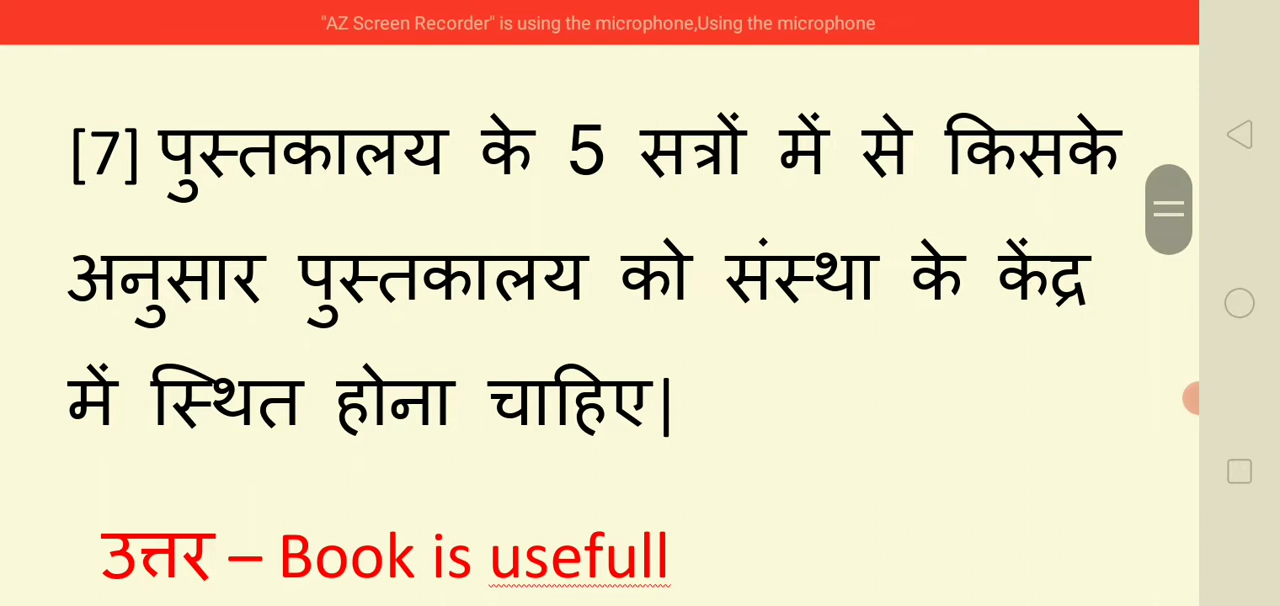 "AZ Screen Recorder" is using the microphone,Using the microphone
[7] पुस्तकालय के 5 सत्रों में से किसके
अनुसार पुस्तकालय को संस्था के केंद्र
में स्थित होना चाहिए|
उत्तर – Book is usefull